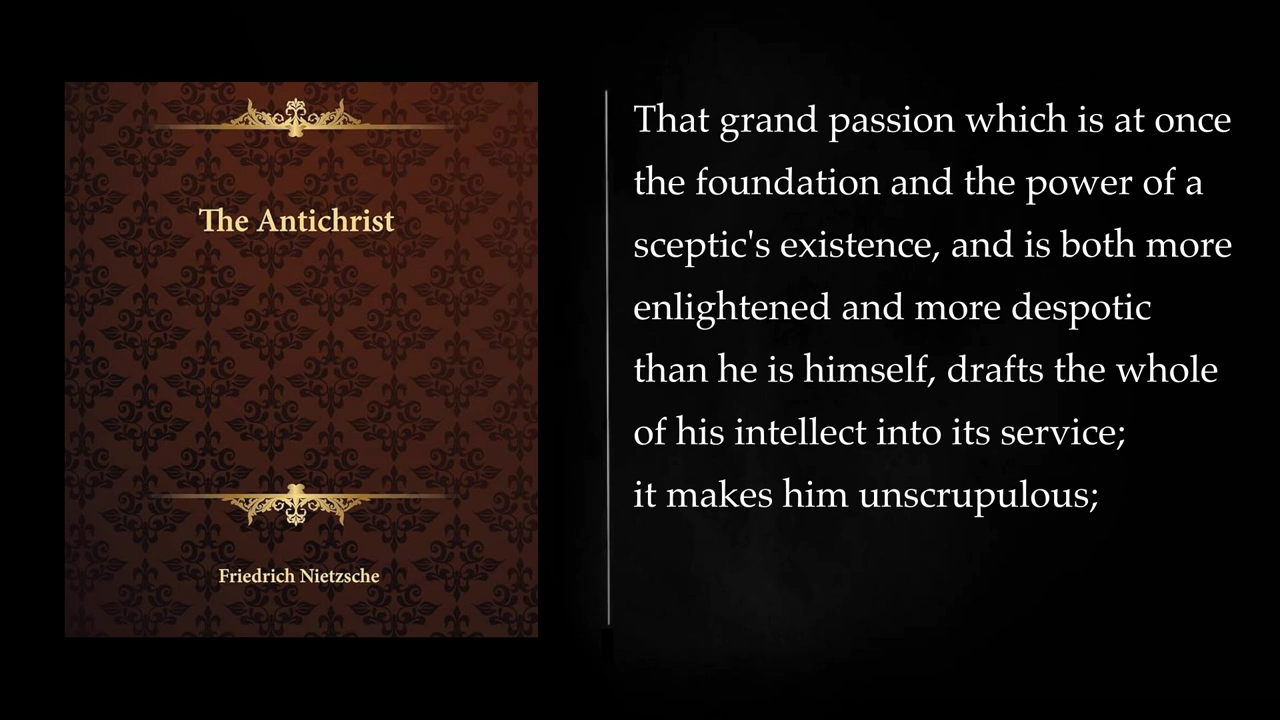 The Antichrist
Friedrich Nietzsche
That grand passion which is at once
the foundation and the power of a
sceptic's existence, and is both more
enlightened and more despotic
than he is himself, drafts the whole
of his intellect into its service;
it makes him unscrupulous;